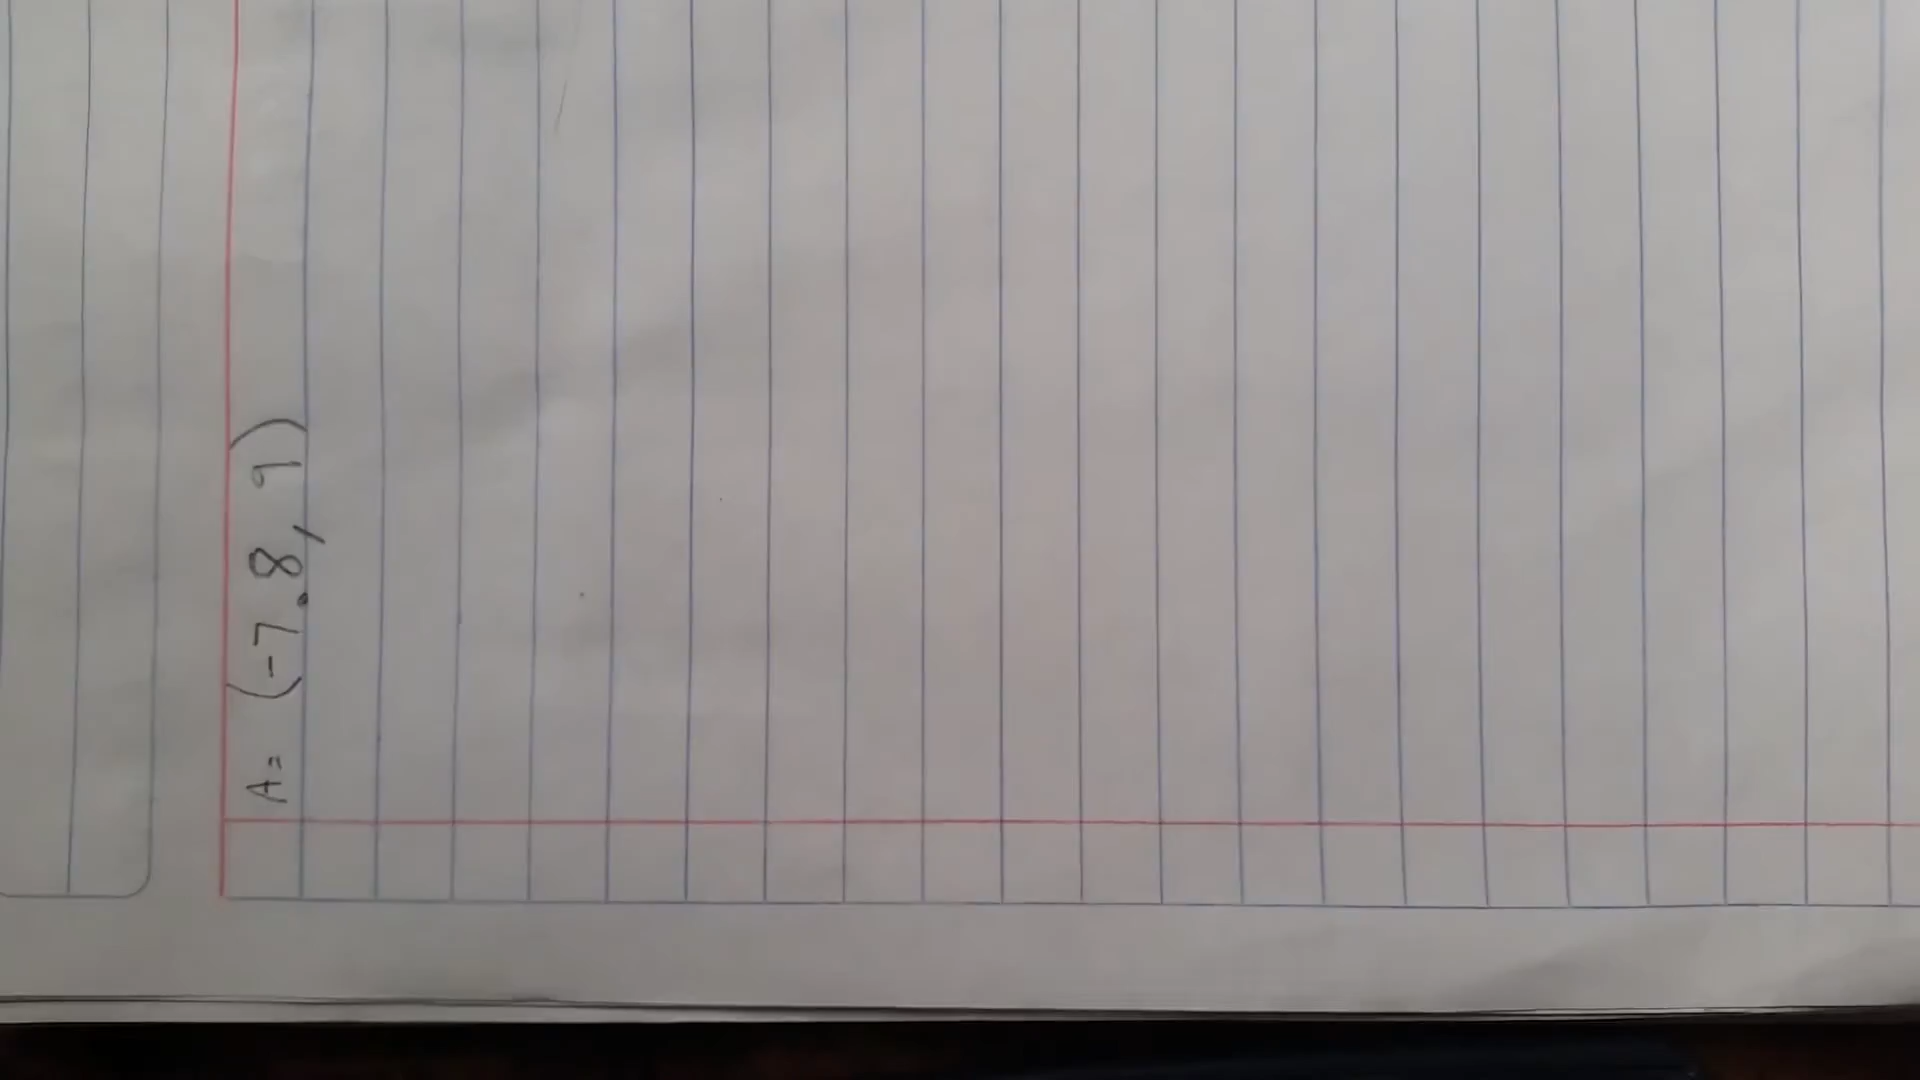 A= (-7.8, 9)